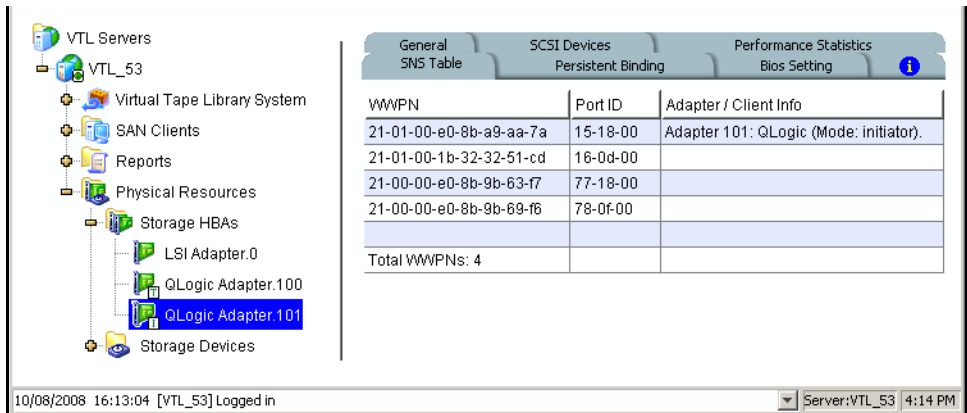 VTL Servers
VTL_53
Virtual Tape Library System
SAN Clients
Reports
Physical Resources
Storage HBAs
LSI Adapter.0
QLogic Adapter.100
T
QLogic Adapter.101
I
Storage Devices
General SCSI Devices Performance Statistics
SNS Table Persistent Binding Bios Setting i
WWPN Port ID Adapter / Client Info
21-01-00-e0-8b-a9-aa-7a 15-18-00 Adapter 101: QLogic (Mode: initiator).
21-01-00-1b-32-32-51-cd 16-0d-00
21-00-00-e0-8b-9b-63-f7 77-18-00
21-00-00-e0-8b-9b-69-f6 78-0f-00
Total WWPNs: 4
10/08/2008 16:13:04 [VTL_53] Logged in Server:VTL_53 4:14 PM